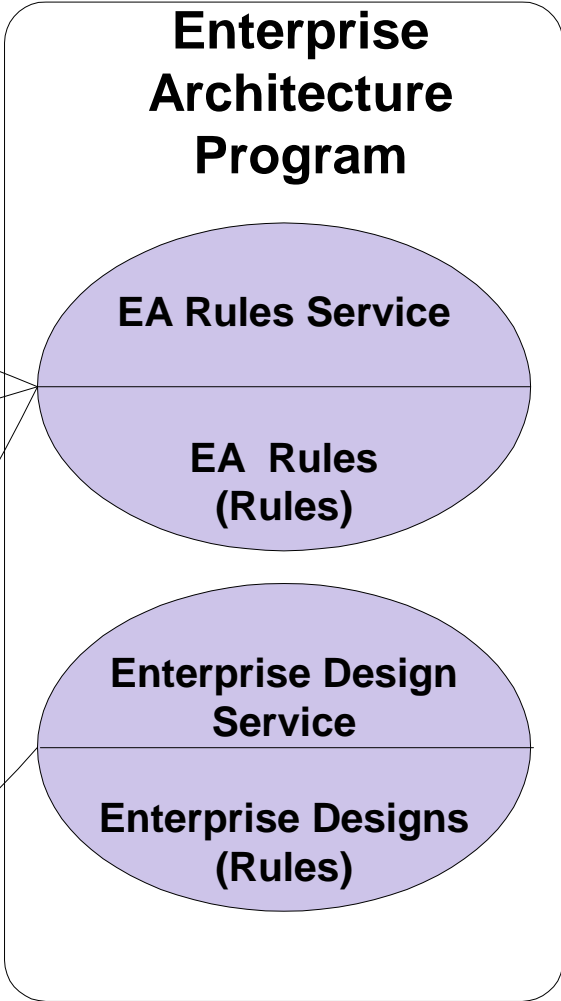 Enterprise
Architecture
Program
EA Rules Service
EA  Rules
(Rules)
Enterprise Design
Service
Enterprise Designs
(Rules)